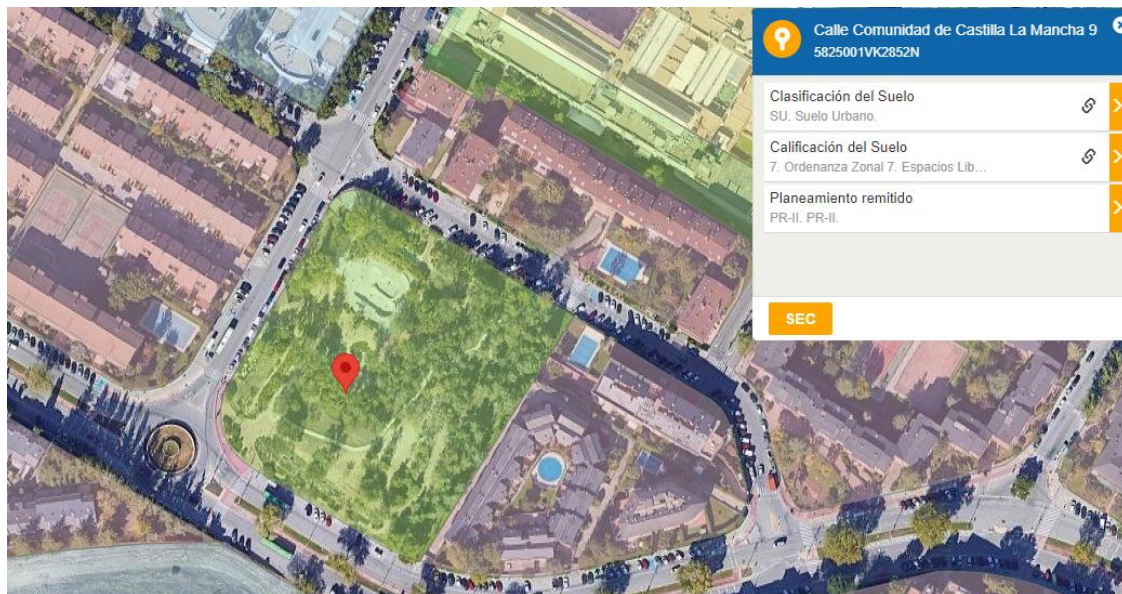 Calle Comunidad de Castilla La Mancha 9
5825001VK2852N
Clasificación del Suelo
SU. Suelo Urbano.
Calificación del Suelo
7. Ordenanza Zonal 7. Espacios Lib...
Planeamiento remitido
PR-II. PR-II.
SEC